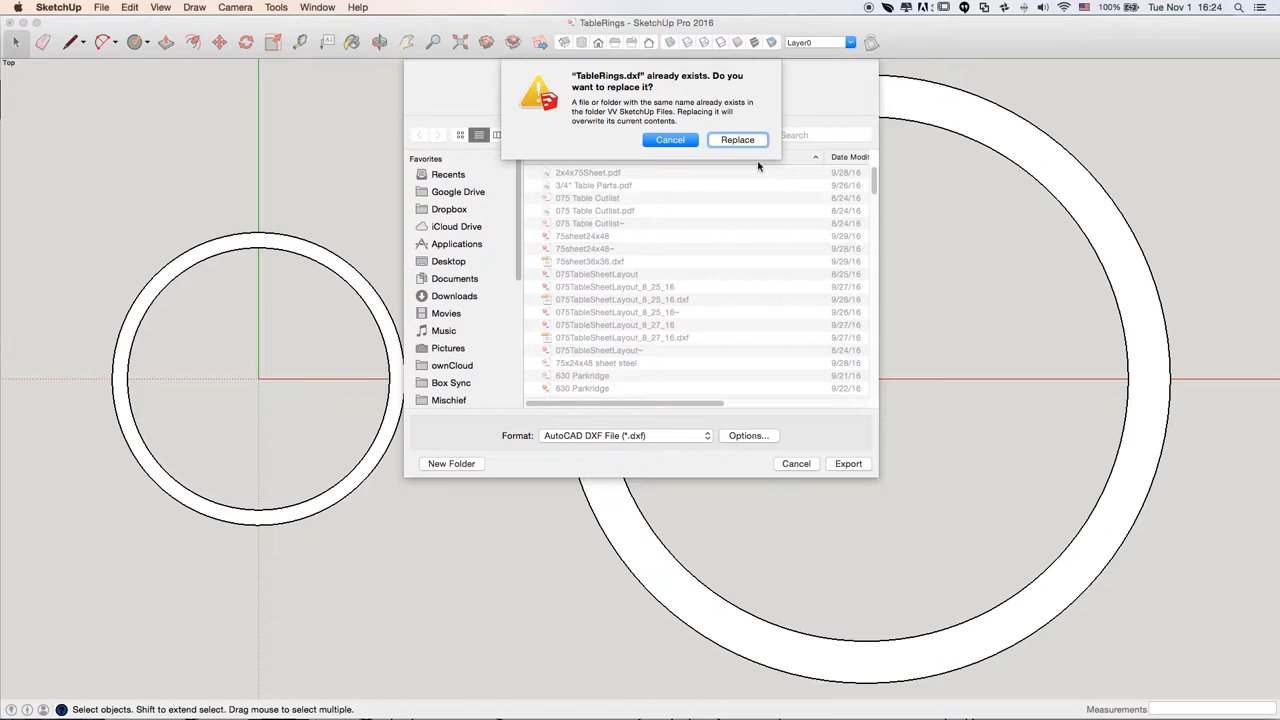 SketchUp File Edit View Draw Camera Tools Window Help
100% Tue Nov 1 16:24
TableRings - SketchUp Pro 2016
Layer0
Top
“TableRings.dxf” already exists. Do you
want to replace it?
A file or folder with the same name already exists in
the folder VV SketchUp Files. Replacing it will
overwrite its current contents.
Cancel Replace
Search
Favorites
Recents
Google Drive
Dropbox
iCloud Drive
Applications
Desktop
Documents
Downloads
Movies
Music
Pictures
ownCloud
Box Sync
Mischief
Date Modif
2x4x75Sheet.pdf 9/28/16
3/4" Table Parts.pdf 9/28/16
075 Table Cutlist 8/24/16
075 Table Cutlist.pdf 8/24/16
075 Table Cutlist~ 8/24/16
75sheet24x48 9/29/16
75sheet24x48~ 9/28/16
75sheet36x36.dxf 9/29/16
075TableSheetLayout 8/25/16
075TableSheetLayout_8_25_16 9/27/16
075TableSheetLayout_8_25_16.dxf 9/26/16
075TableSheetLayout_8_25_16~ 9/26/16
075TableSheetLayout_8_27_16 9/27/16
075TableSheetLayout_8_27_16.dxf 9/27/16
075TableSheetLayout~ 8/24/16
75x24x48 sheet steel 9/28/16
630 Parkridge 9/21/16
630 Parkridge 9/22/16
Format: AutoCAD DXF File (*.dxf) Options...
New Folder Cancel Export
Select objects. Shift to extend select. Drag mouse to select multiple.
Measurements